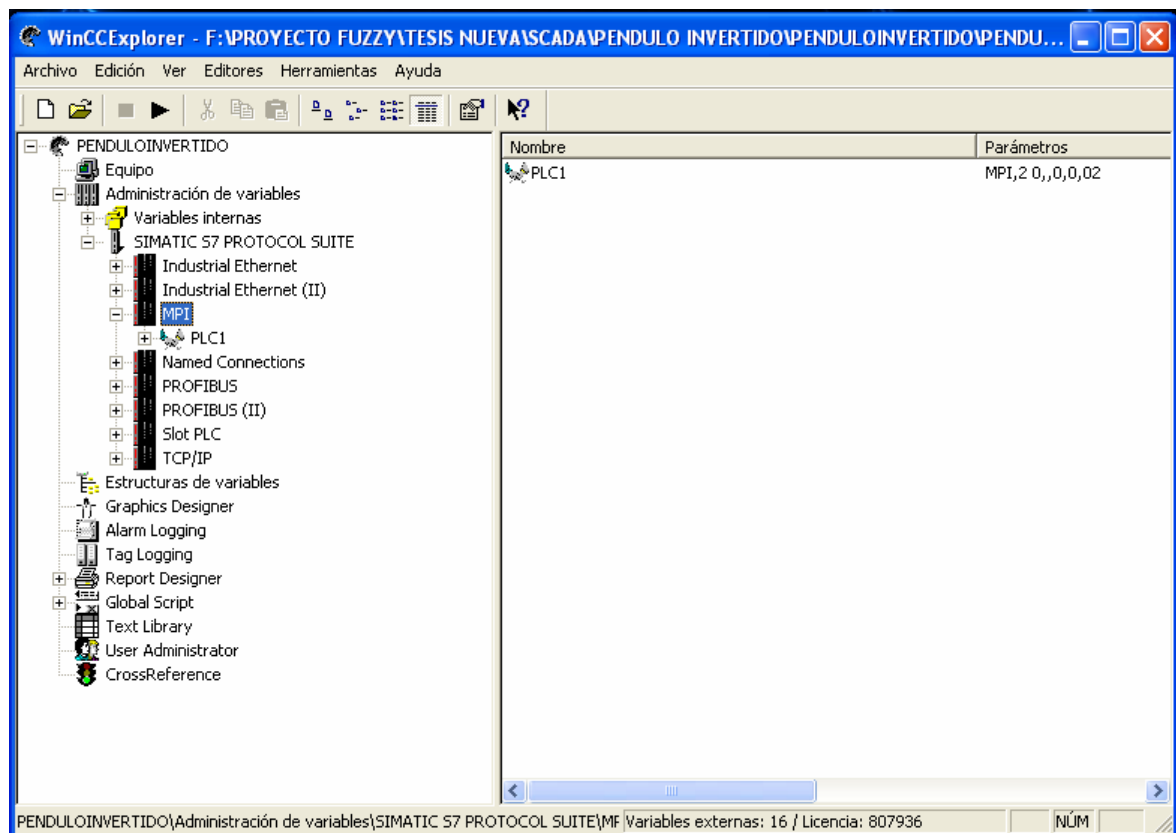 WinCCExplorer - F:\PROYECTO FUZZY\TESIS NUEVA\SCADA\PENDULO INVERTIDO\PENDULOINVERTIDO\PENDU...
Archivo Edición Ver Editores Herramientas Ayuda
PENDULOINVERTIDO
Equipo
Administración de variables
Variables internas
SIMATIC S7 PROTOCOL SUITE
Industrial Ethernet
Industrial Ethernet (II)
MPI
PLC1
Named Connections
PROFIBUS
PROFIBUS (II)
Slot PLC
TCP/IP
Estructuras de variables
Graphics Designer
Alarm Logging
Tag Logging
Report Designer
Global Script
Text Library
User Administrator
CrossReference
Nombre Parámetros
PLC1 MPI,2 0,,0,0,02
PENDULOINVERTIDO\Administración de variables\SIMATIC S7 PROTOCOL SUITE\MF Variables externas: 16 / Licencia: 807936 NÚM